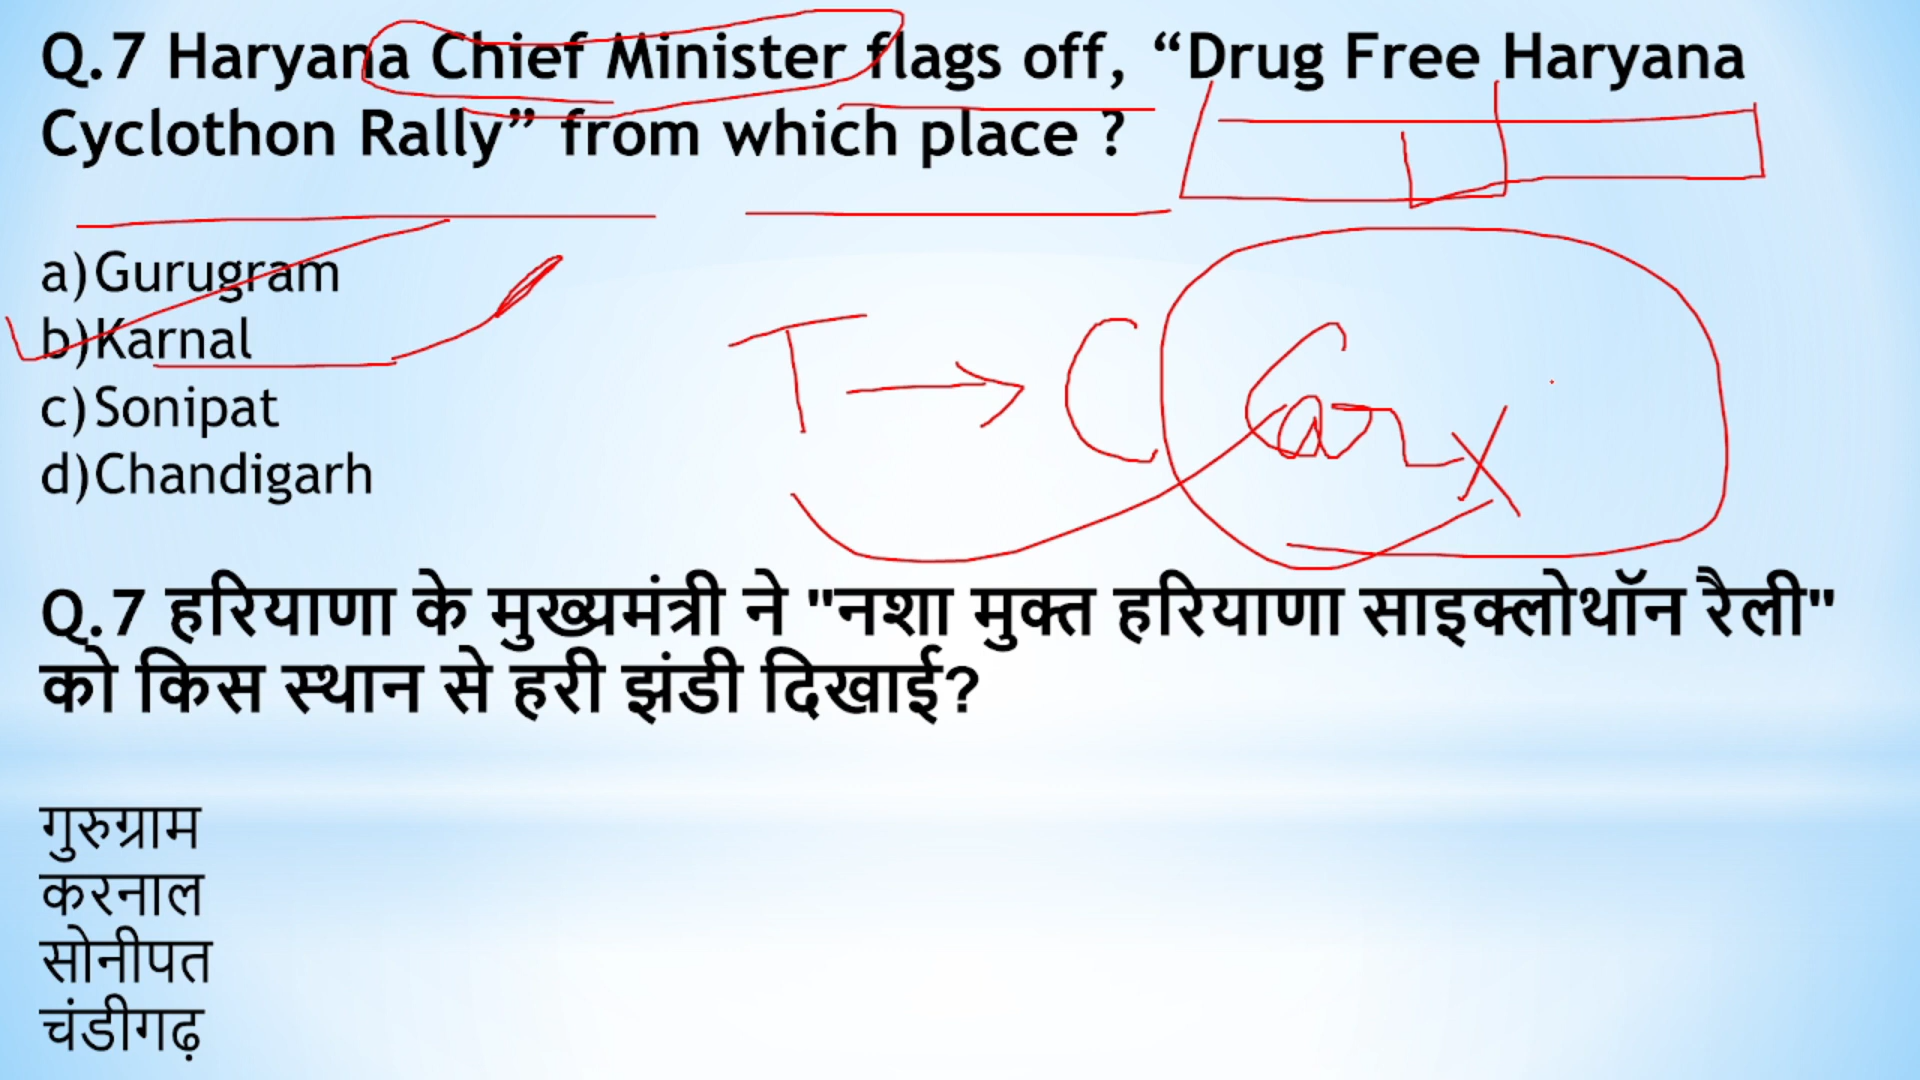 Q.7 Haryana Chief Minister flags off, “Drug Free Haryana
Cyclothon Rally” from which place ?
a)Gurugram
b)Karnal
c)Sonipat
d)Chandigarh
T → C
Q.7 हरियाणा के मुख्यमंत्री ने "नशा मुक्त हरियाणा साइक्लोथॉन रैली"
को किस स्थान से हरी झंडी दिखाई?
गुरुग्राम
करनाल
सोनीपत
चंडीगढ़